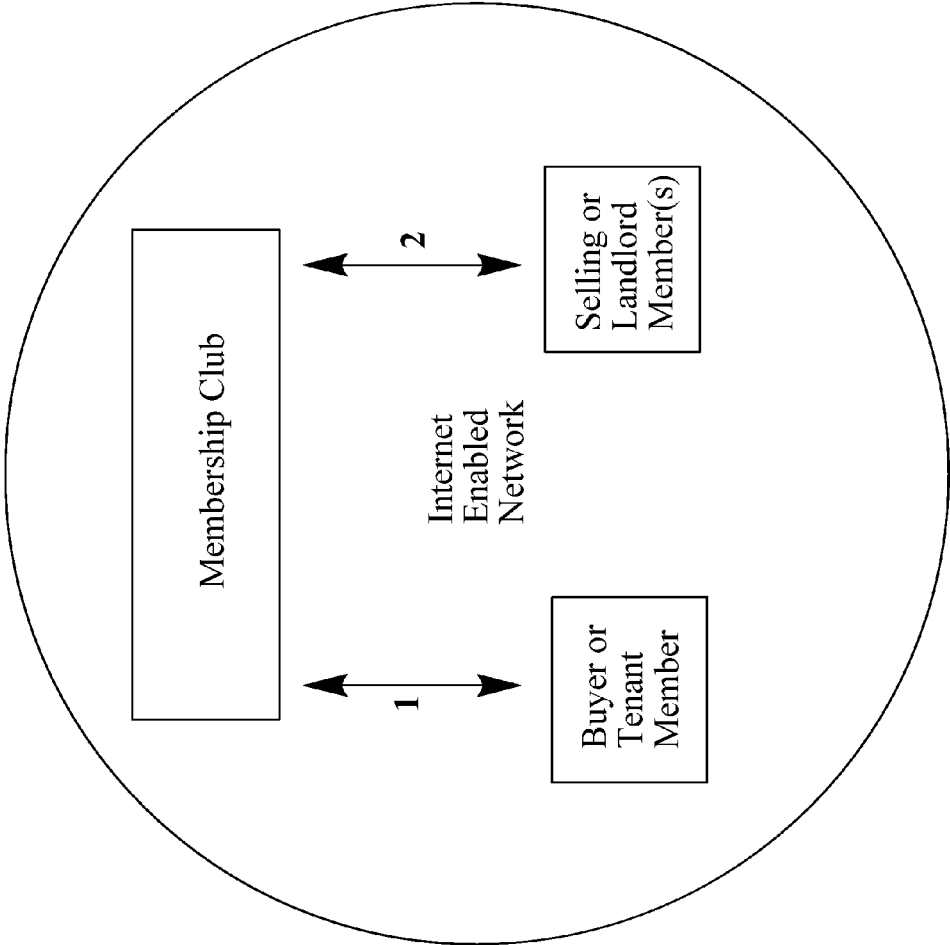 Membership Club
1
2
Internet
Enabled
Network
Buyer or
Tenant
Member
Selling or
Landlord
Member(s)